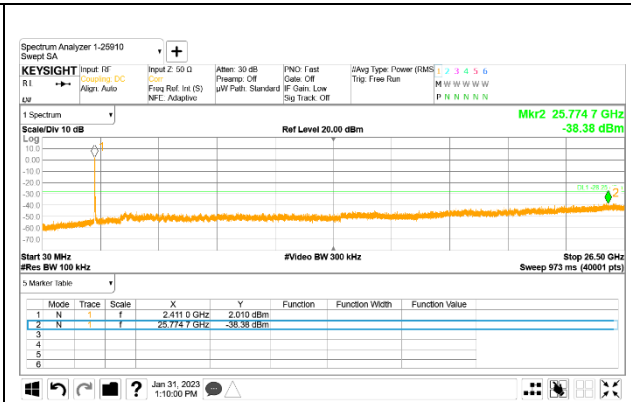 Spectrum Analyzer 1-25910
Swept SA
KEYSIGHT Input: RF Input Z: 50 Ω Atten: 30 dB PNO: Fast #Avg Type: Power (RMS 1 2 3 4 5 6
RL Coupling: DC Corr Preamp: Off Gate: Off Trig: Free Run M W W W W W
Align: Auto Freq Ref: Int (S) µW Path: Standard IF Gain: Low
NFE: Adaptive Sig Track: Off P N N N N N
1 Spectrum
Mkr2 25.774 7 GHz
Scale/Div 10 dB Ref Level 20.00 dBm -38.38 dBm
Log
10.0
0.00
-10.0
-20.0
-30.0
-40.0
-50.0
-60.0
-70.0
1
2
Start 30 MHz #Video BW 300 kHz Stop 26.50 GHz
#Res BW 100 kHz Sweep 973 ms (40001 pts)
5 Marker Table
Mode Trace Scale X Y Function Function Width Function Value
1 N 1 f 2.411 0 GHz 2.010 dBm
2 N 1 f 25.774 7 GHz -38.38 dBm
3
4
5
6
? Jan 31, 2023
1:10:00 PM